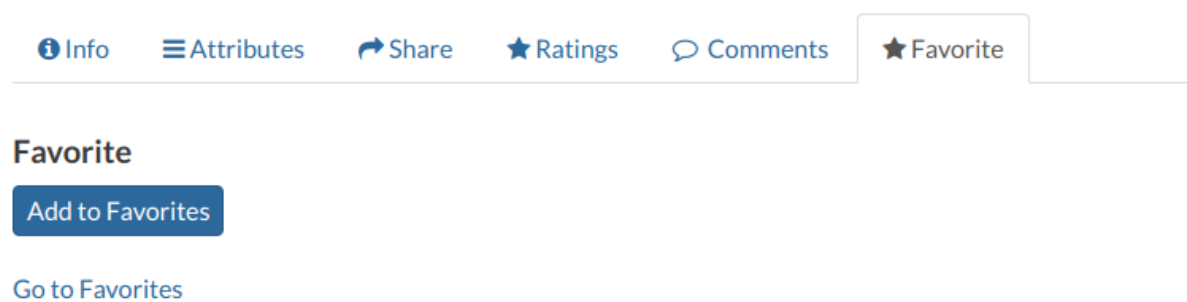 Info Attributes Share Ratings Comments Favorite
Favorite
Add to Favorites
Go to Favorites